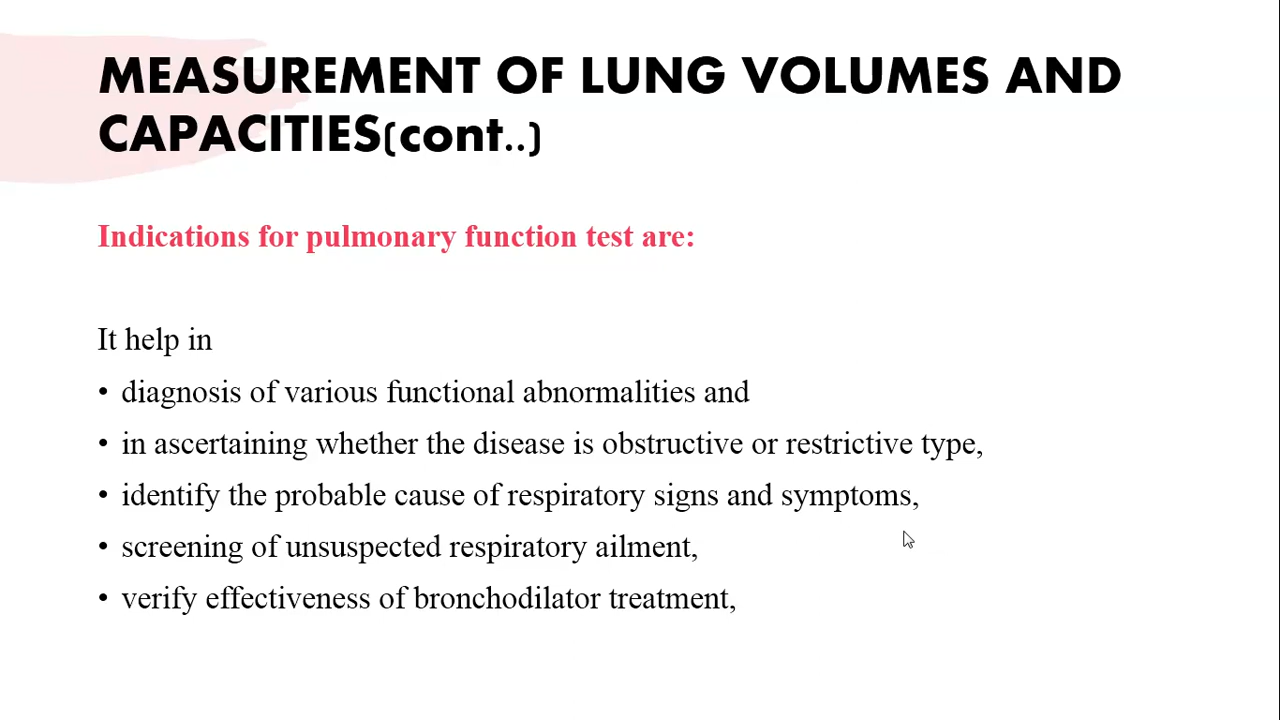 MEASUREMENT OF LUNG VOLUMES AND
CAPACITIES(cont..)
Indications for pulmonary function test are:
It help in
• diagnosis of various functional abnormalities and
• in ascertaining whether the disease is obstructive or restrictive type,
• identify the probable cause of respiratory signs and symptoms,
• screening of unsuspected respiratory ailment,
• verify effectiveness of bronchodilator treatment,